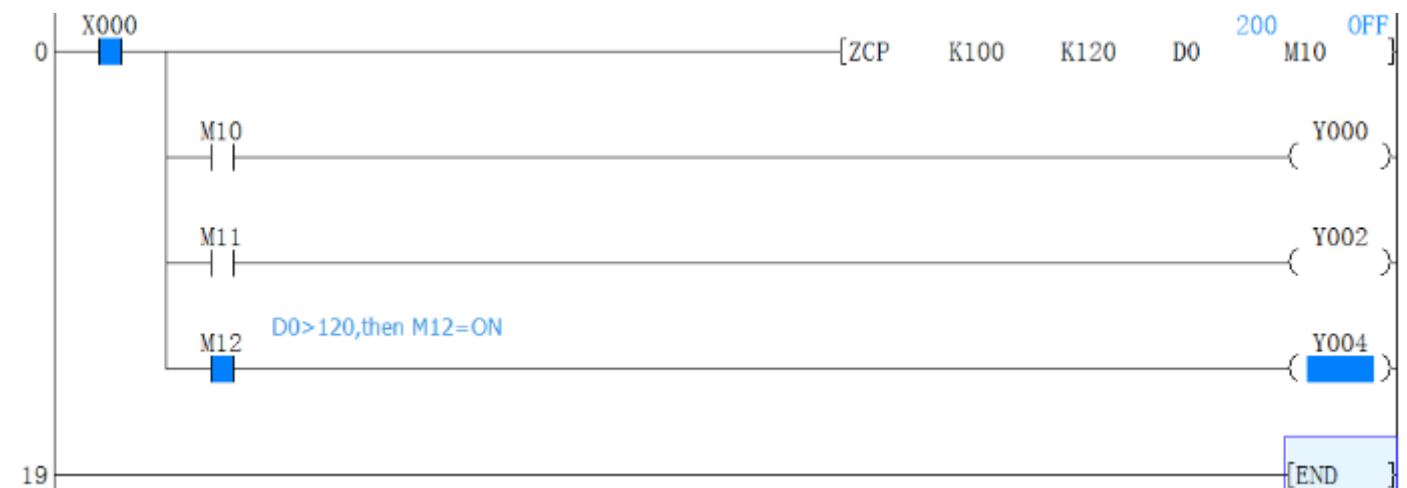 X000 200 OFF
0 [ZCP K100 K120 D0 M10 ]
M10 Y000
M11 Y002
D0>120,then M12=ON
M12 Y004
19 [END ]